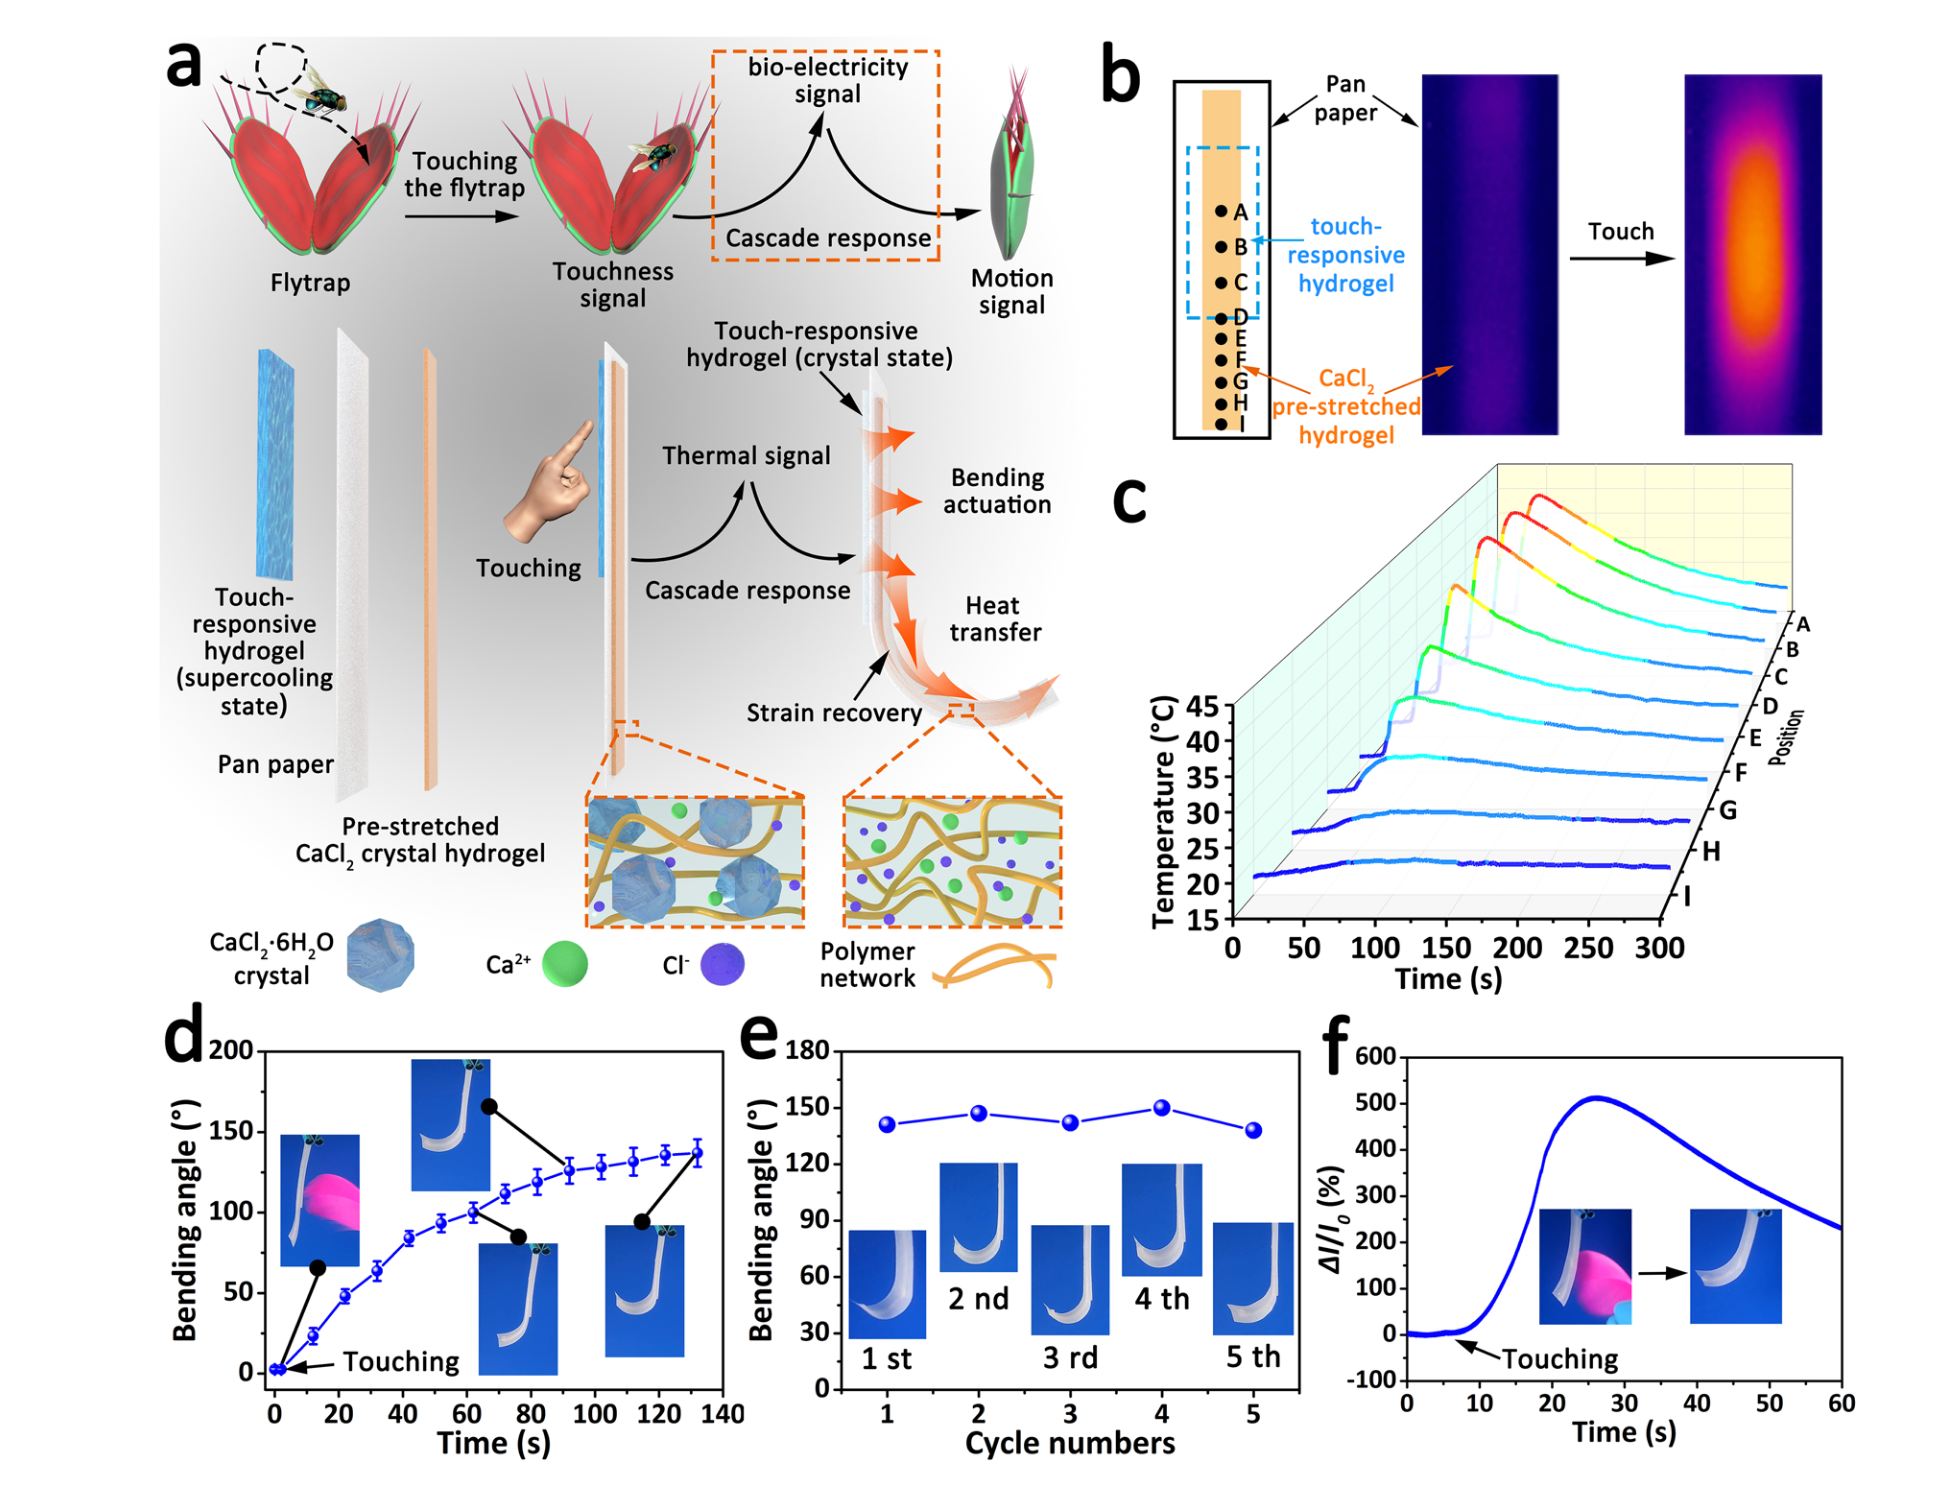 a
bio-electricity
signal
Touching
the flytrap
Cascade response
Flytrap
Touchness
signal
Motion
signal
Touch-responsive
hydrogel (crystal state)
Thermal signal
Bending
actuation
Touching
Cascade response
Touch-
responsive
hydrogel
(supercooling
state)
Heat
transfer
Strain recovery
Pan paper
Pre-stretched
CaCl₂ crystal hydrogel
CaCl₂·6H₂O
crystal
Ca²⁺
Cl⁻
Polymer
network
b
Pan
paper
A
B
C
D
E
F
G
H
I
touch-
responsive
hydrogel
CaCl₂
pre-stretched
hydrogel
Touch
c
Temperature (°C)
45
40
35
30
25
20
15
0 50 100 150 200 250 300
Time (s)
A
B
C
D
E
F
G
H
I
Position
d
Bending angle (°)
200
150
100
50
0
Touching
0 20 40 60 80 100 120 140
Time (s)
e
Bending angle (°)
180
150
120
90
60
30
0
1 st
2 nd
3 rd
4 th
5 th
1 2 3 4 5
Cycle numbers
f
ΔI/I₀ (%)
600
500
400
300
200
100
0
-100
Touching
0 10 20 30 40 50 60
Time (s)